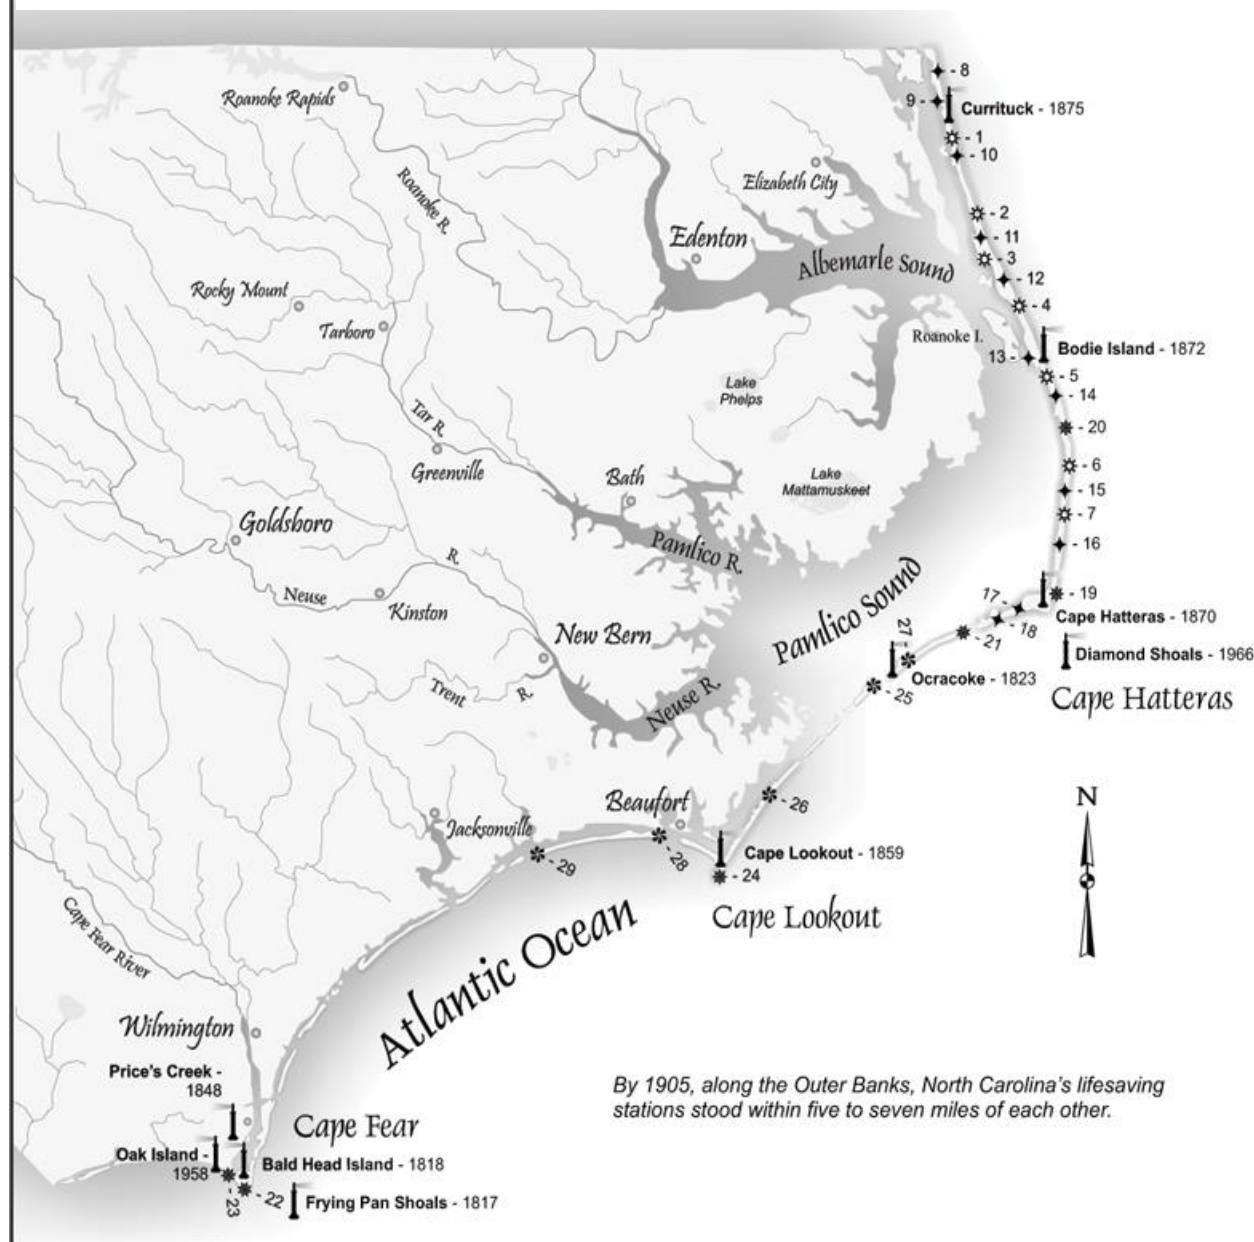 8
9 -
Currituck - 1875
- 1
- 10
Roanoke Rapids
Roanoke R.
Elizabeth City
- 2
Edenton
- 11
- 3
Albemarle Sound
- 12
Rocky Mount
- 4
Tarboro
Roanoke I.
Bodie Island - 1872
13 -
- 5
Lake
Phelps
- 14
Tar R.
- 20
Greenville
- 6
Bath
Lake
Mattamuskeet
- 15
- 7
Goldsboro
Pamlico R.
- 16
R.
Neuse
Kinston
Pamlico Sound
17 -
- 19
Cape Hatteras - 1870
- 18
- 21
27 -
New Bern
Diamond Shoals - 1966
Ocracoke - 1823
- 25
Cape Hatteras
Trent
R.
Neuse R.
N
Beaufort
- 26
Jacksonville
- 28
Cape Lookout - 1859
- 29
- 24
Cape Lookout
Cape Fear River
Atlantic Ocean
Wilmington
Price's Creek -
1848
By 1905, along the Outer Banks, North Carolina's lifesaving
stations stood within five to seven miles of each other.
Cape Fear
Oak Island -
1958
Bald Head Island - 1818
- 23
- 22
Frying Pan Shoals - 1817